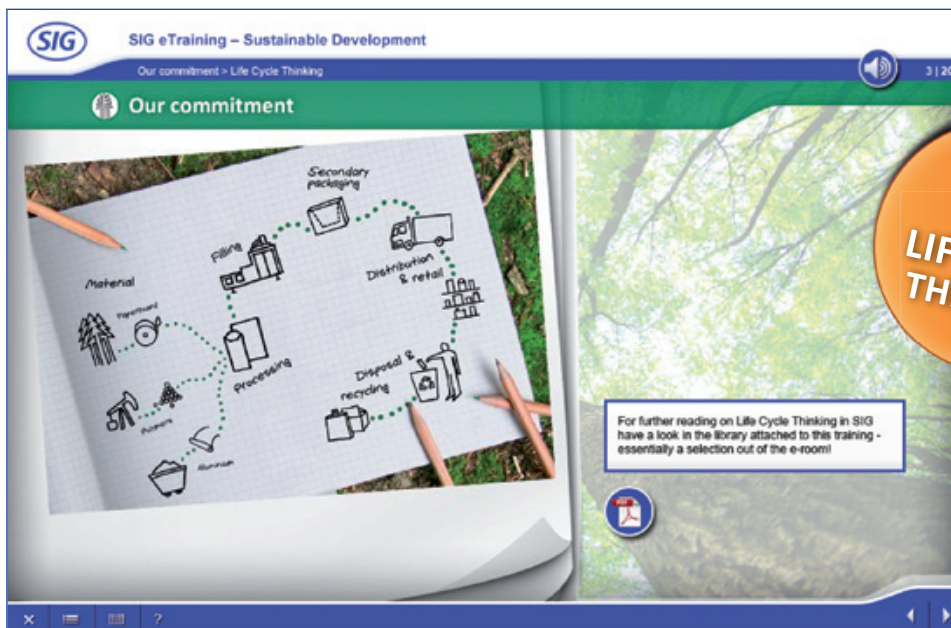 SIG
SIG eTraining – Sustainable Development
Our commitment > Life Cycle Thinking
3 | 20
Our commitment
Secondary
packaging
Filling
Distribution
& retail
Material
Paperboard
Processing
Disposal &
recycling
Polymers
Aluminium
LIF
TH
For further reading on Life Cycle Thinking in SIG
have a look in the library attached to this training -
essentially a selection out of the e-room!
PDF
?